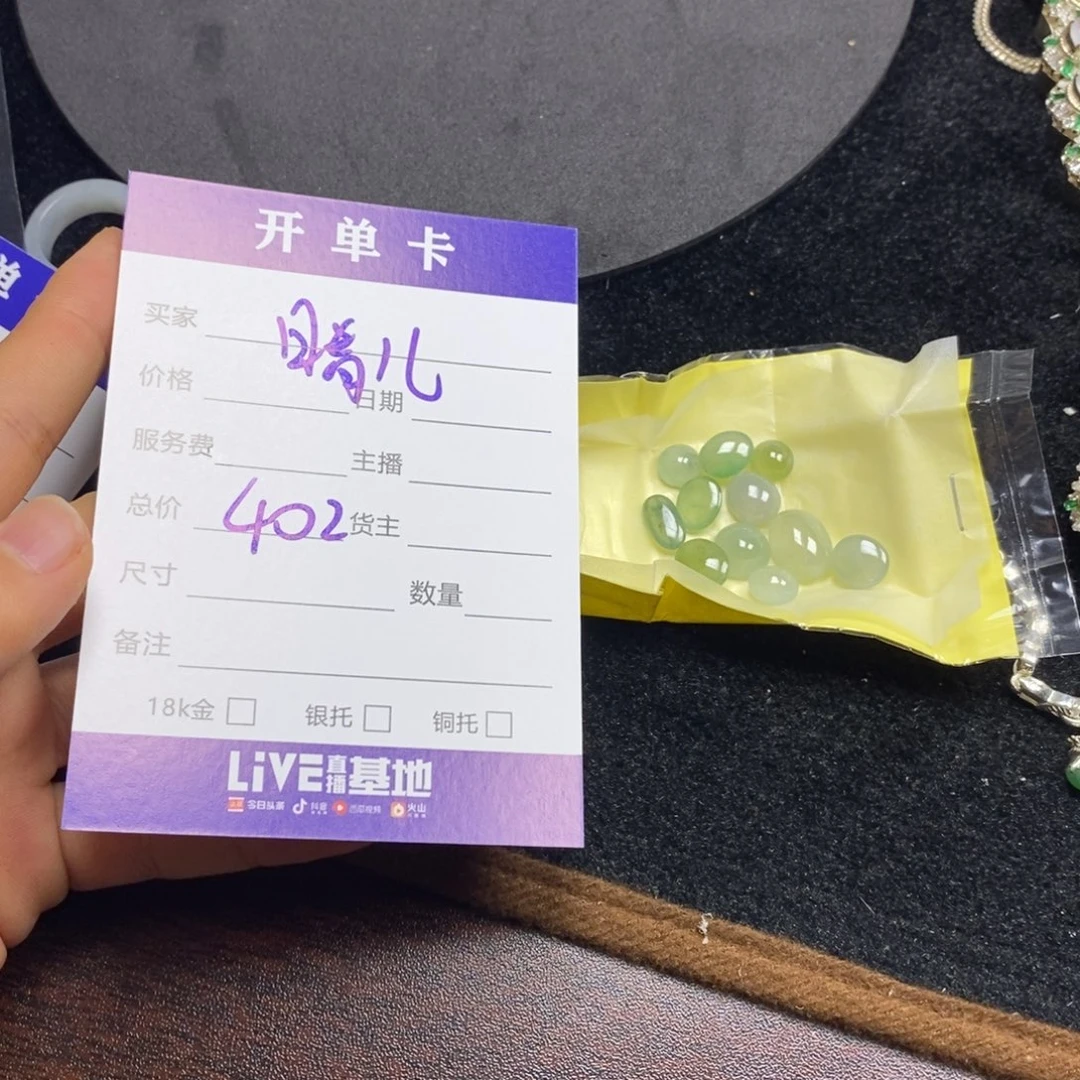 开单卡
买家 晴儿
价格 日期
服务费 主播
总价 402 货主
尺寸 数量
备注
18k金 银托 铜托
LiVE直播基地
今日头条 抖音 西瓜视频 火山
单